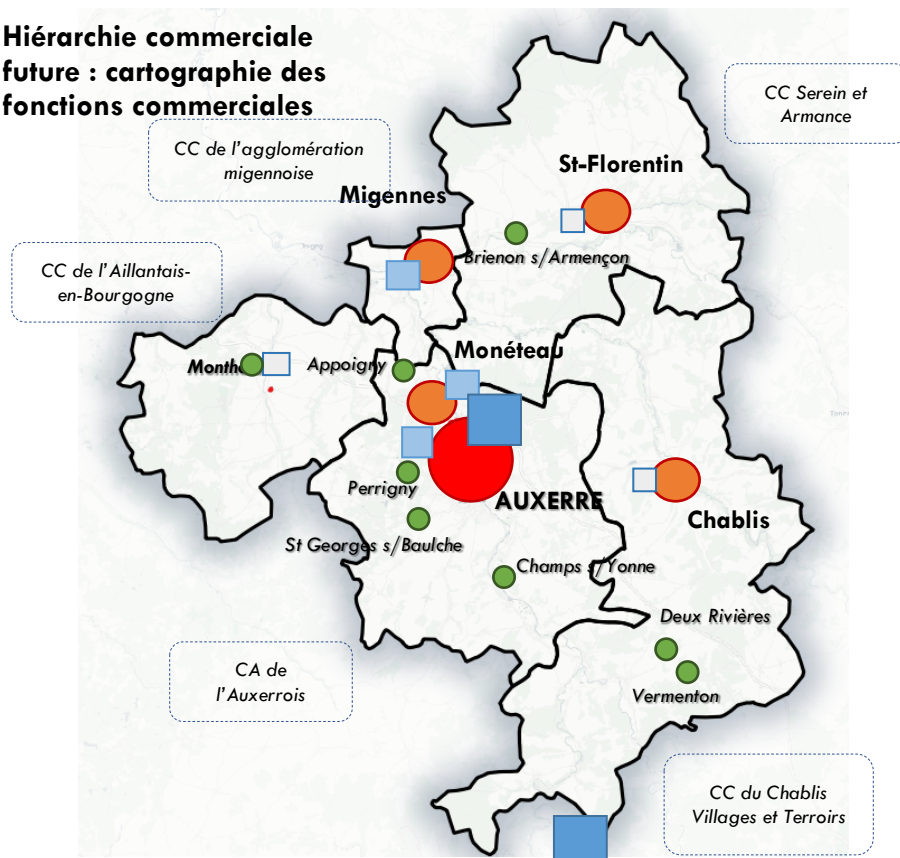 Hiérarchie commerciale
future : cartographie des
fonctions commerciales
CC Serein et
Armance
CC de l'agglomération
migennoise
St-Florentin
Migennes
Brienon s/Armençon
CC de l'Aillantais-
en-Bourgogne
Monéteau
Appoigny
Perrigny
AUXERRE
Chablis
St Georges s/Baulche
Champs s/Yonne
Deux Rivières
CA de
l'Auxerrois
Vermenton
CC du Chablis
Villages et Terroirs